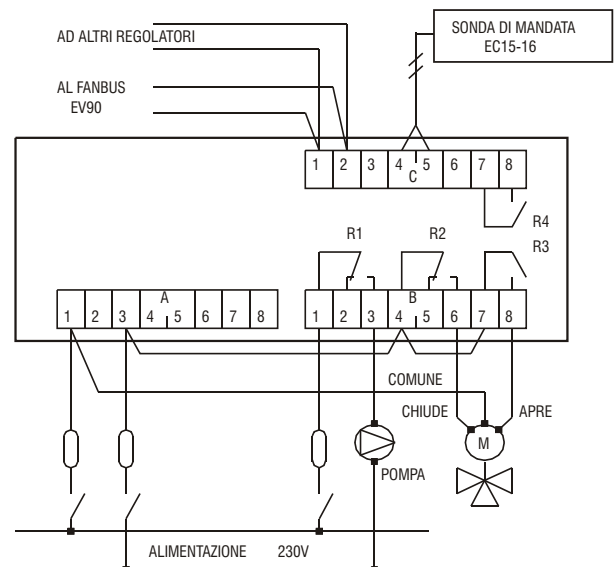 SONDA DI MANDATA
EC15-16
AD ALTRI REGOLATORI
AL FANBUS
EV90
1 2 3 4 5 6 7 8
C
R4
R1 R2 R3
A
1 2 3 4 5 6 7 8
B
1 2 3 4 5 6 7 8
COMUNE
CHIUDE APRE
M
POMPA
ALIMENTAZIONE 230V